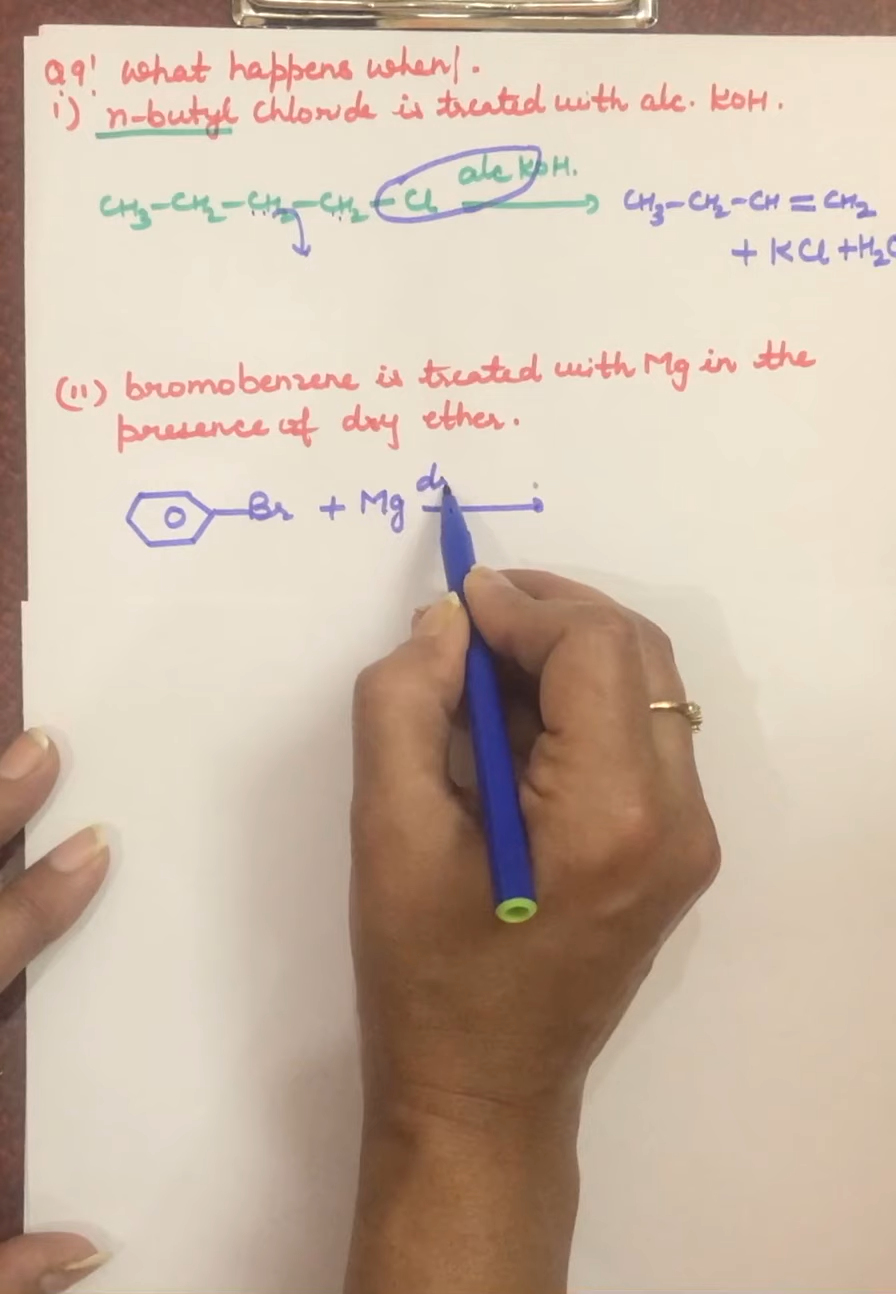 Q9! What happens when/.
i) n-butyl chloride is treated with alc. KOH.
alc KOH.
CH₃-CH₂-CH₂-CH₂-Cl → CH₃-CH₂-CH=CH₂
+ KCl + H₂O
(ii) bromobenzene is treated with Mg in the
presence of dry ether.
d
-Br + Mg →